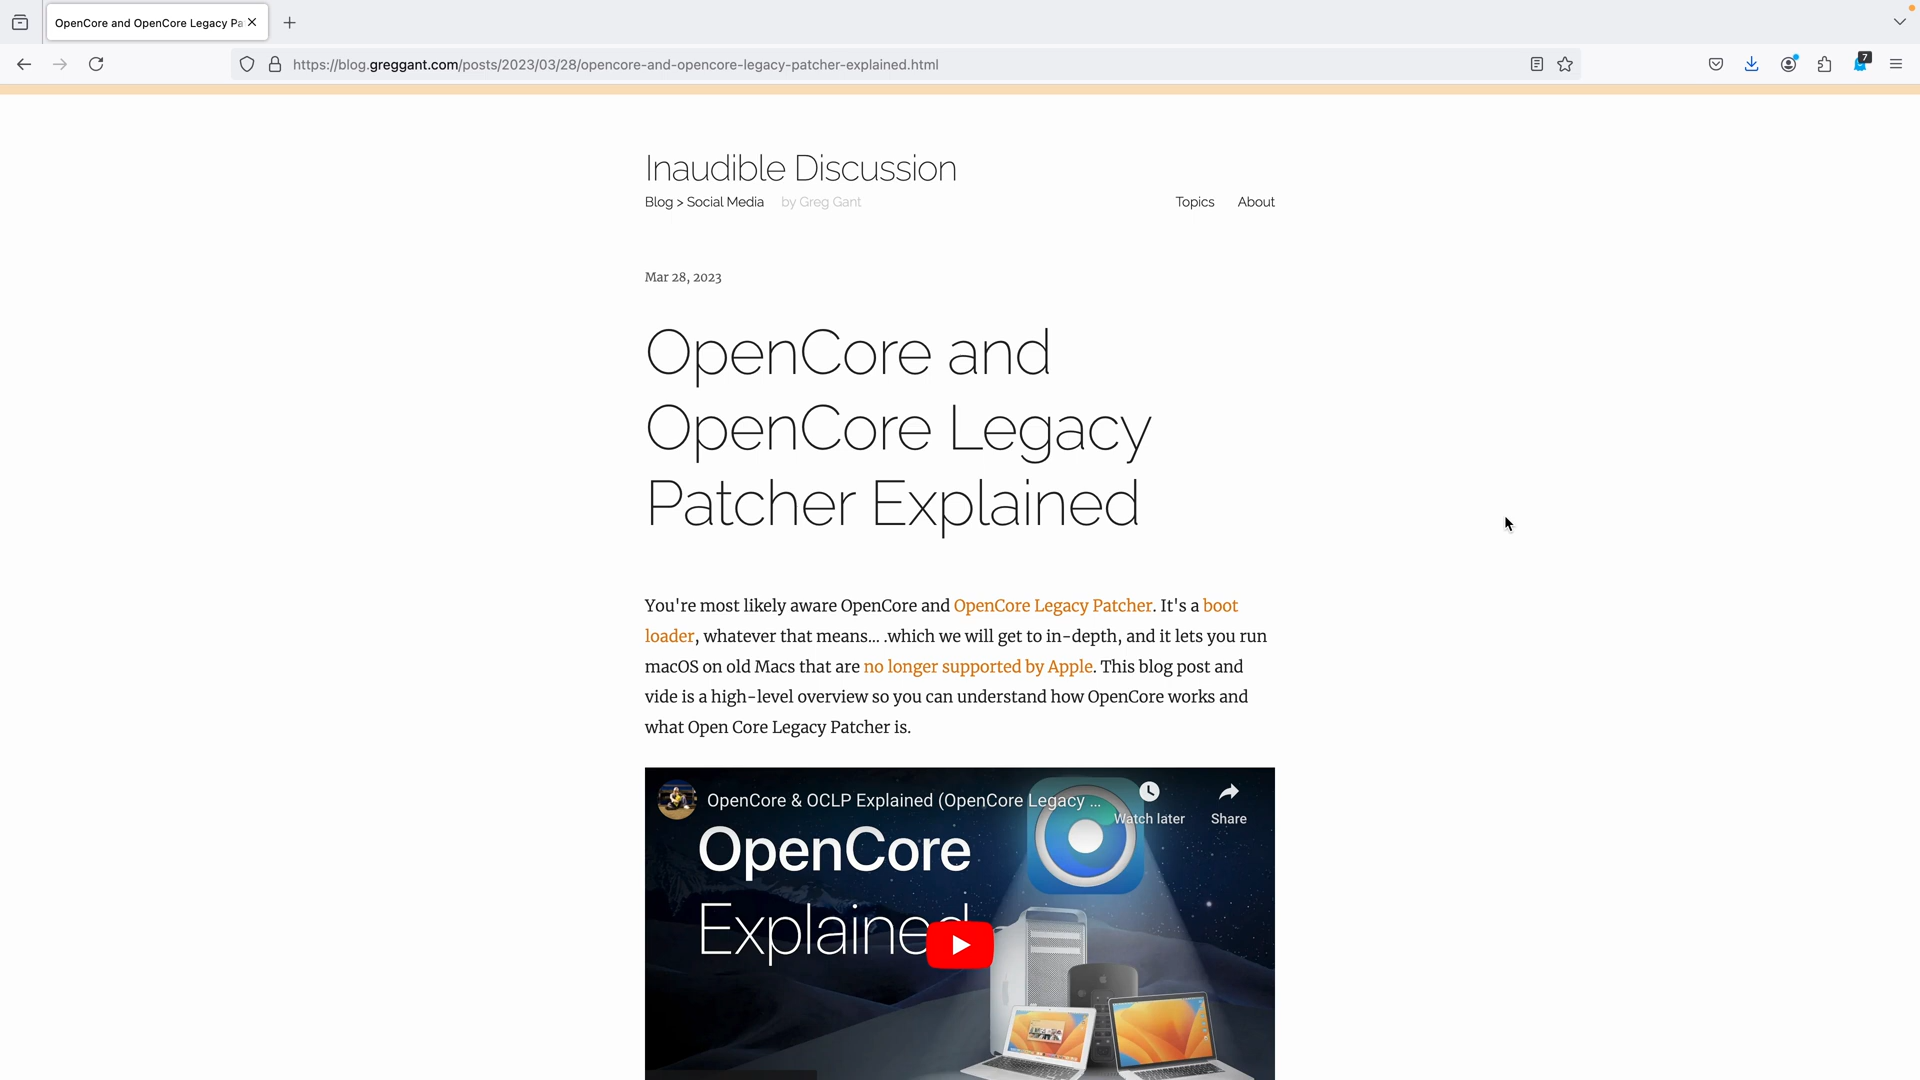 OpenCore and OpenCore Legacy Pa
7
https://blog.greggant.com/posts/2023/03/28/opencore-and-opencore-legacy-patcher-explained.html
Inaudible Discussion
Blog > Social Media by Greg Gant Topics About
Mar 28, 2023
OpenCore and
OpenCore Legacy
Patcher Explained
You're most likely aware OpenCore and OpenCore Legacy Patcher. It's a boot
loader, whatever that means... .which we will get to in-depth, and it lets you run
macOS on old Macs that are no longer supported by Apple. This blog post and
vide is a high-level overview so you can understand how OpenCore works and
what Open Core Legacy Patcher is.
OpenCore & OCLP Explained (OpenCore Legacy ...
Watch later Share
OpenCore
Explained